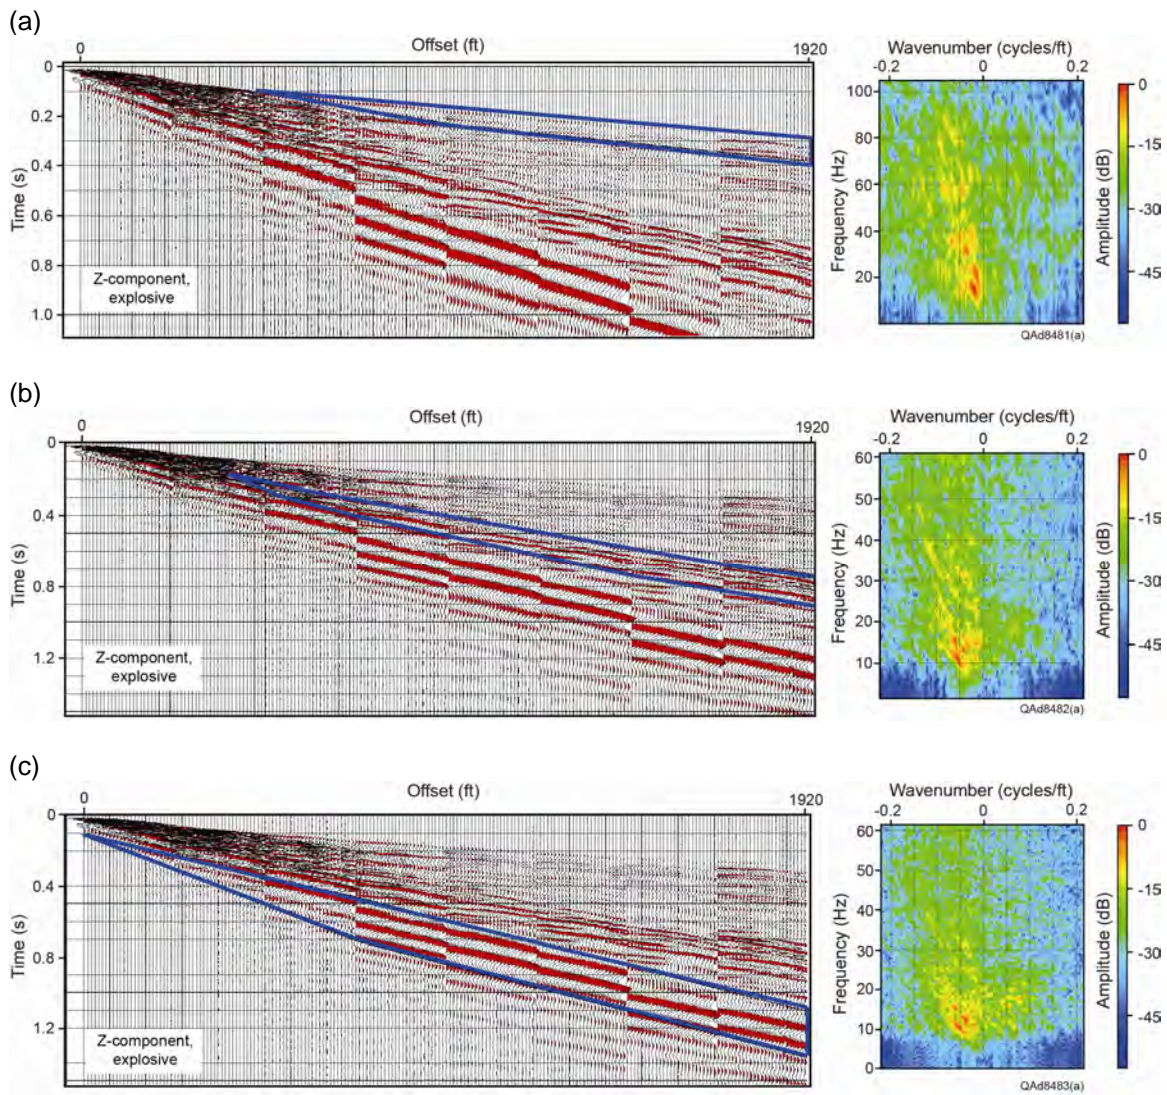 (a)
Offset (ft)
0 1920
Time (s)
0
0.2
0.4
0.6
0.8
1.0
Z-component,
explosive
Wavenumber (cycles/ft)
-0.2 0 0.2
Frequency (Hz)
100
80
60
40
20
Amplitude (dB)
0
-15
-45
QAd8481(a)
(b)
Offset (ft)
0 1920
Time (s)
0
0.4
0.8
1.2
Z-component,
explosive
Wavenumber (cycles/ft)
-0.2 0 0.2
Frequency (Hz)
60
50
40
30
20
10
Amplitude (dB)
0
-15
-45
QAd8482(a)
(c)
Offset (ft)
0 1920
Time (s)
0
0.4
0.8
1.2
Z-component,
explosive
Wavenumber (cycles/ft)
-0.2 0 0.2
Frequency (Hz)
60
50
40
30
20
10
0
Amplitude (dB)
0
-15
-45
QAd8483(a)